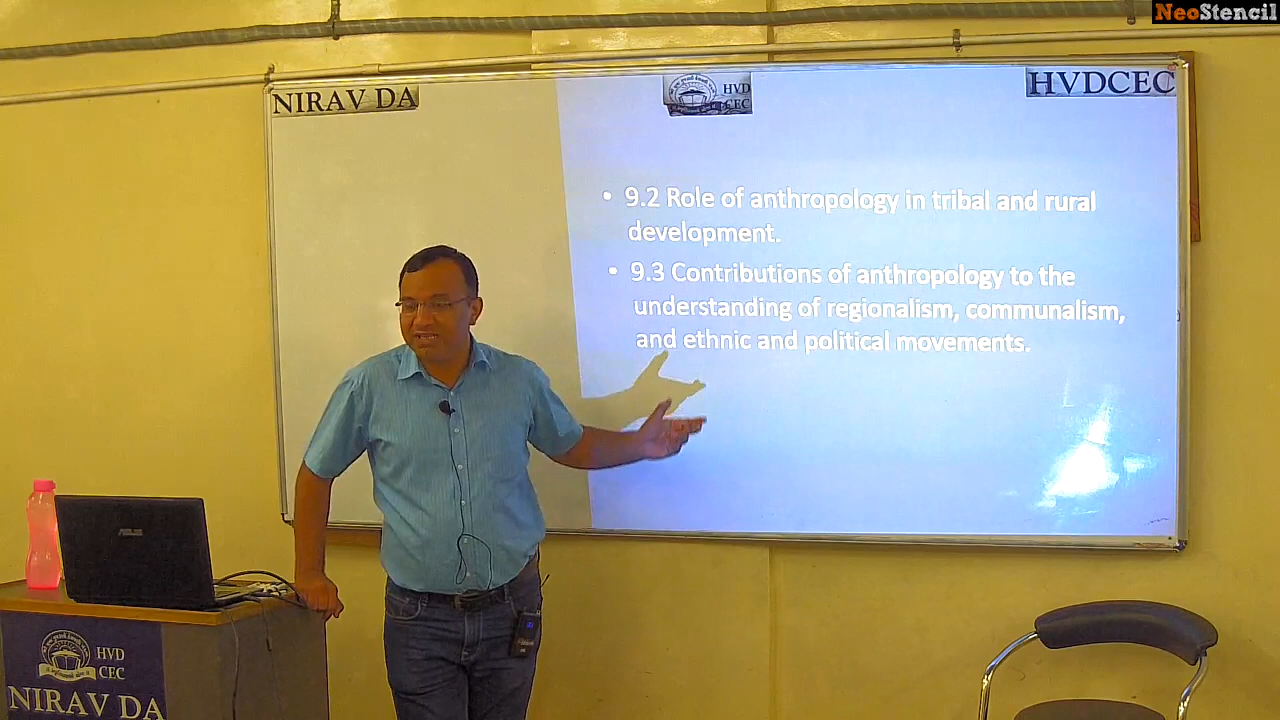 NeoStencil
NIRAV DA
HVD
CEC
HVDCEC
• 9.2 Role of anthropology in tribal and rural
development.
• 9.3 Contributions of anthropology to the
understanding of regionalism, communalism,
and ethnic and political movements.
ASUS
HVD
CEC
NIRAV DA